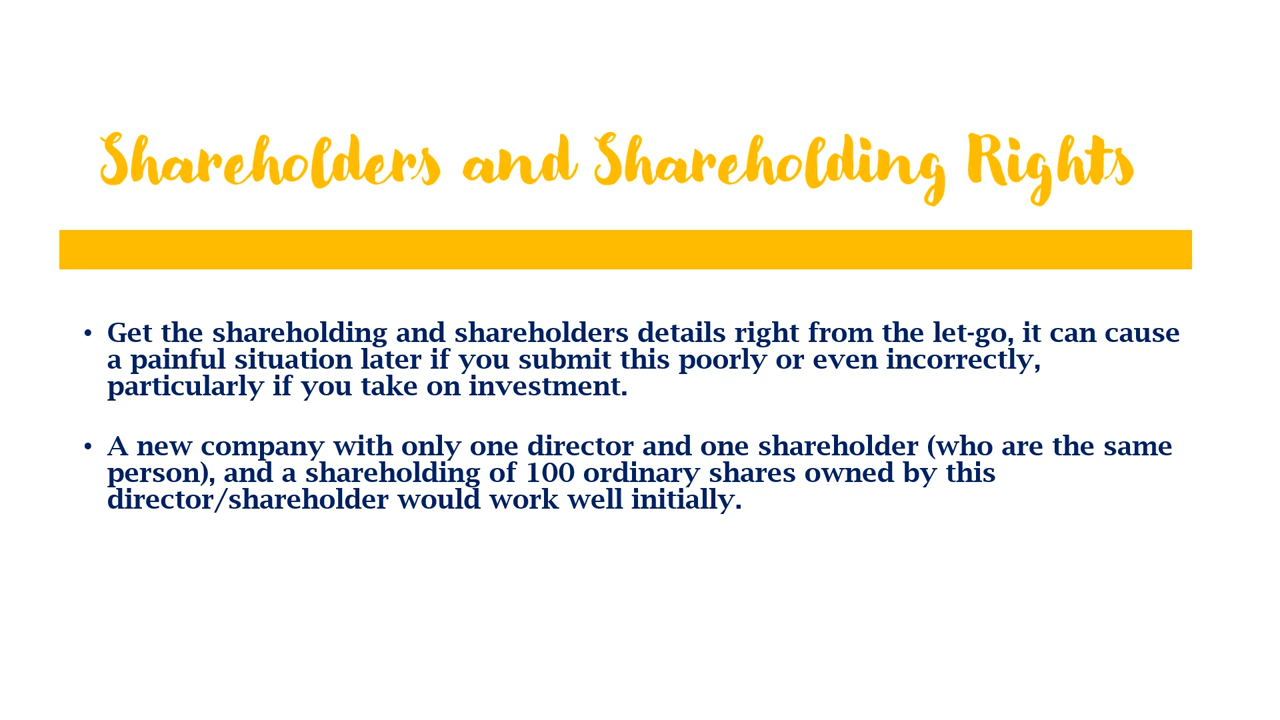 Shareholders and Shareholding Rights
• Get the shareholding and shareholders details right from the let-go, it can cause
a painful situation later if you submit this poorly or even incorrectly,
particularly if you take on investment.
• A new company with only one director and one shareholder (who are the same
person), and a shareholding of 100 ordinary shares owned by this
director/shareholder would work well initially.